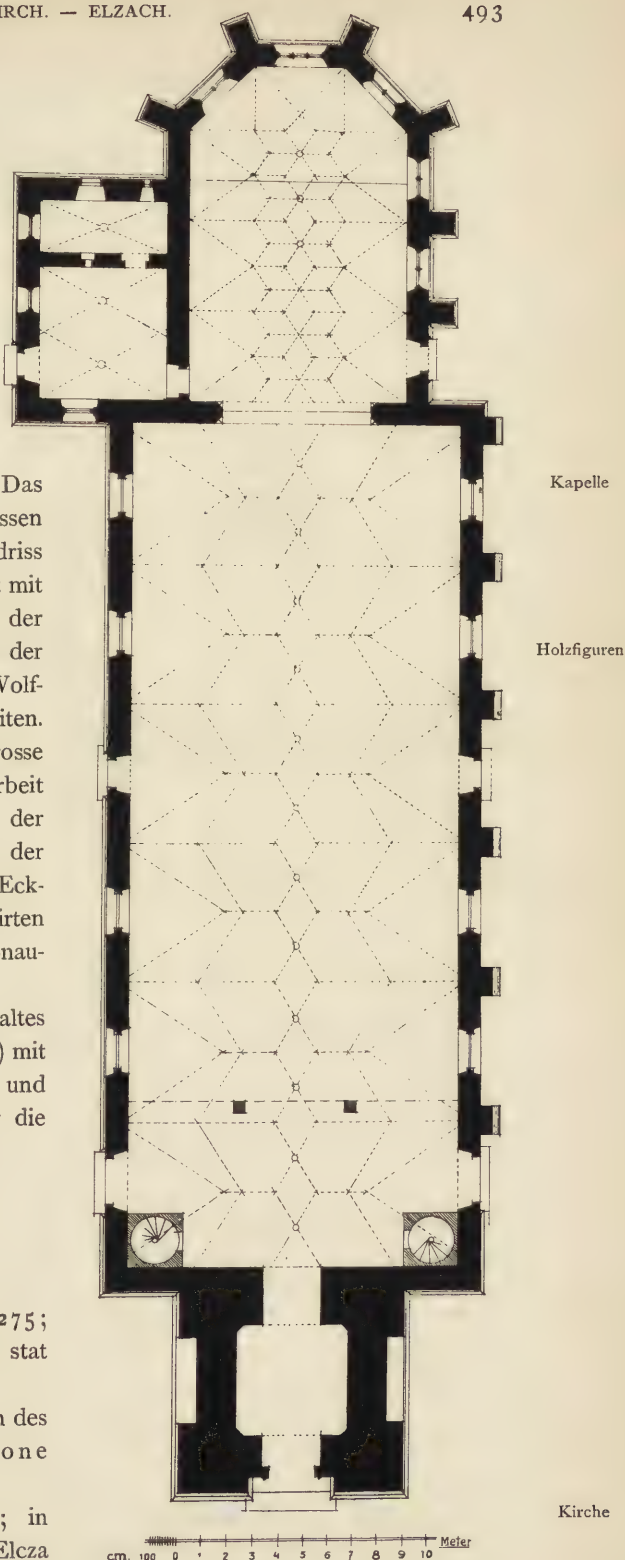 IRCH. — ELZACH.
493
Das
ssen
driss
mit
der
der
Volf-
iten.
rosse
rbeit
der
der
Eck-
irten
nau-
altes
) mit
und
die
275;
stat
n des
one
; in
Elcza
Kapelle
Holzfiguren
Kirche
cm. 100 0 1 2 3 4 5 6 7 8 9 10 Meter